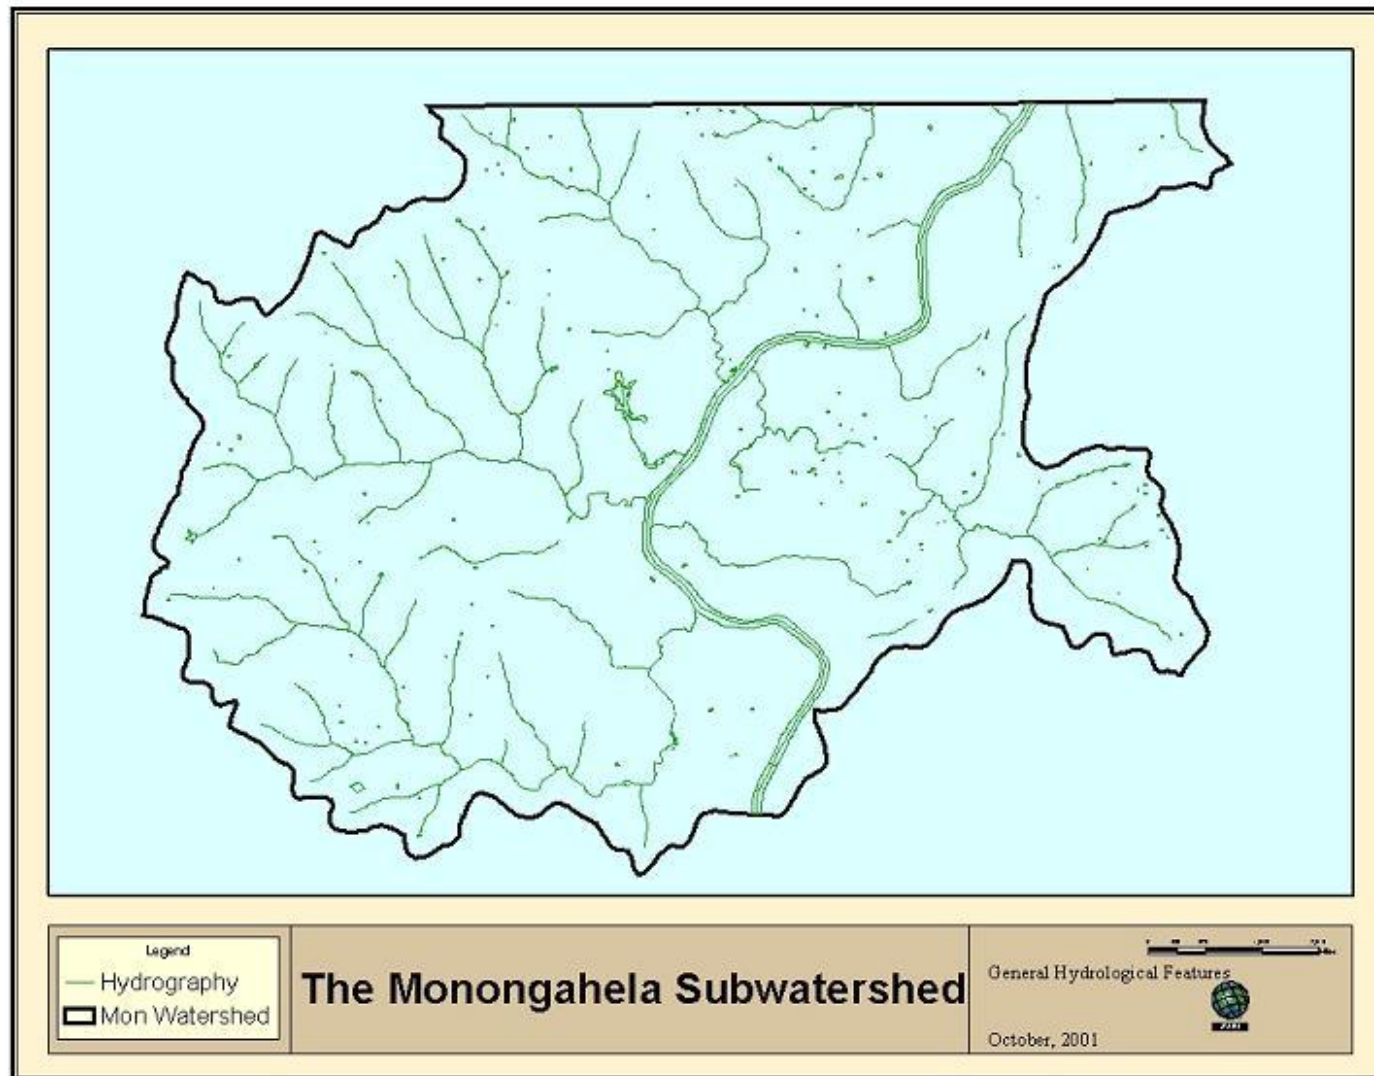 Legend
Hydrography
Mon Watershed
The Monongahela Subwatershed
General Hydrological Features
October, 2001